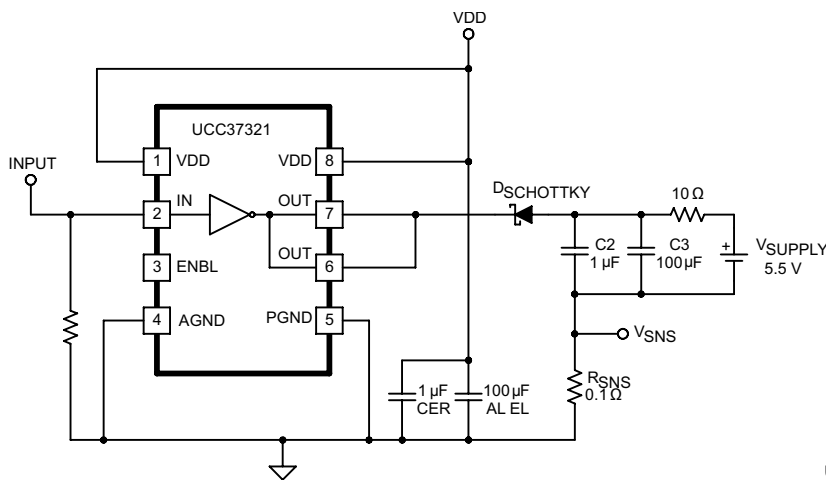 VDD
UCC37321
INPUT
1 VDD VDD 8
2 IN OUT 7
OUT 6
3 ENBL
4 AGND PGND 5
DSCHOTTKY
10 Ω
C2
1 µF
C3
100 µF
+
VSUPPLY
5.5 V
VSNS
RSNS
0.1 Ω
1 µF
CER
100 µF
AL EL